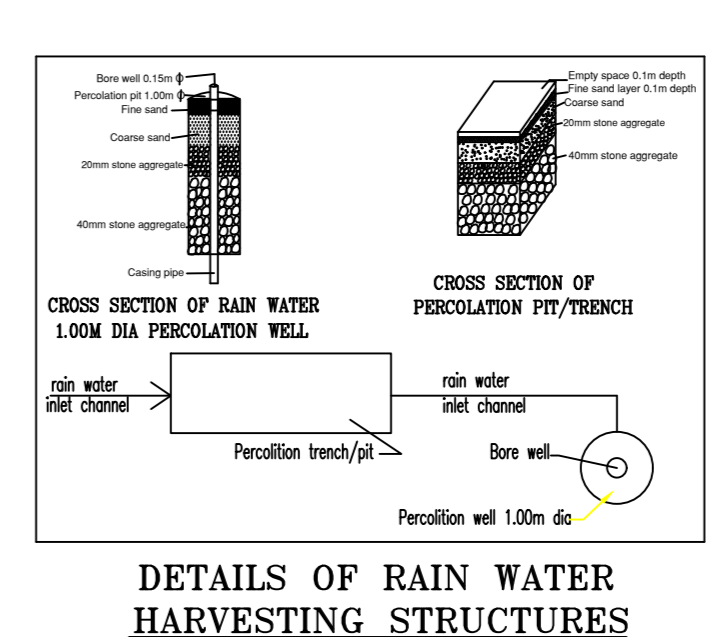 Bore well 0.15m ϕ
Percolation pit 1.00m ϕ
Fine sand
Coarse sand
20mm stone aggregate
40mm stone aggregate
Casing pipe
CROSS SECTION OF RAIN WATER
1.00M DIA PERCOLATION WELL
Empty space 0.1m depth
Fine sand layer 0.1m depth
Coarse sand
20mm stone aggregate
40mm stone aggregate
CROSS SECTION OF
PERCOLATION PIT/TRENCH
rain water
inlet channel
Percolition trench/pit
rain water
inlet channel
Bore well
Percolition well 1.00m dia
DETAILS OF RAIN WATER
HARVESTING STRUCTURES